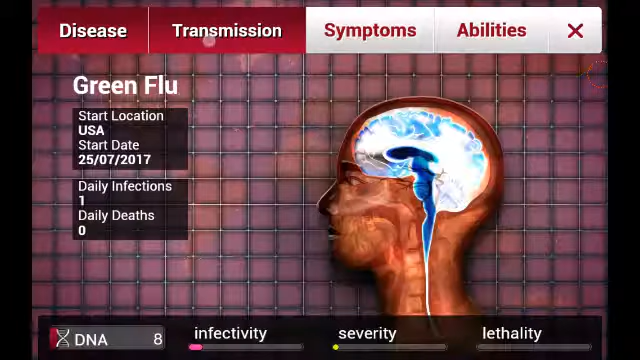 Disease Transmission Symptoms Abilities X
Green Flu
Start Location
USA
Start Date
25/07/2017
Daily Infections
1
Daily Deaths
0
DNA 8 infectivity severity lethality